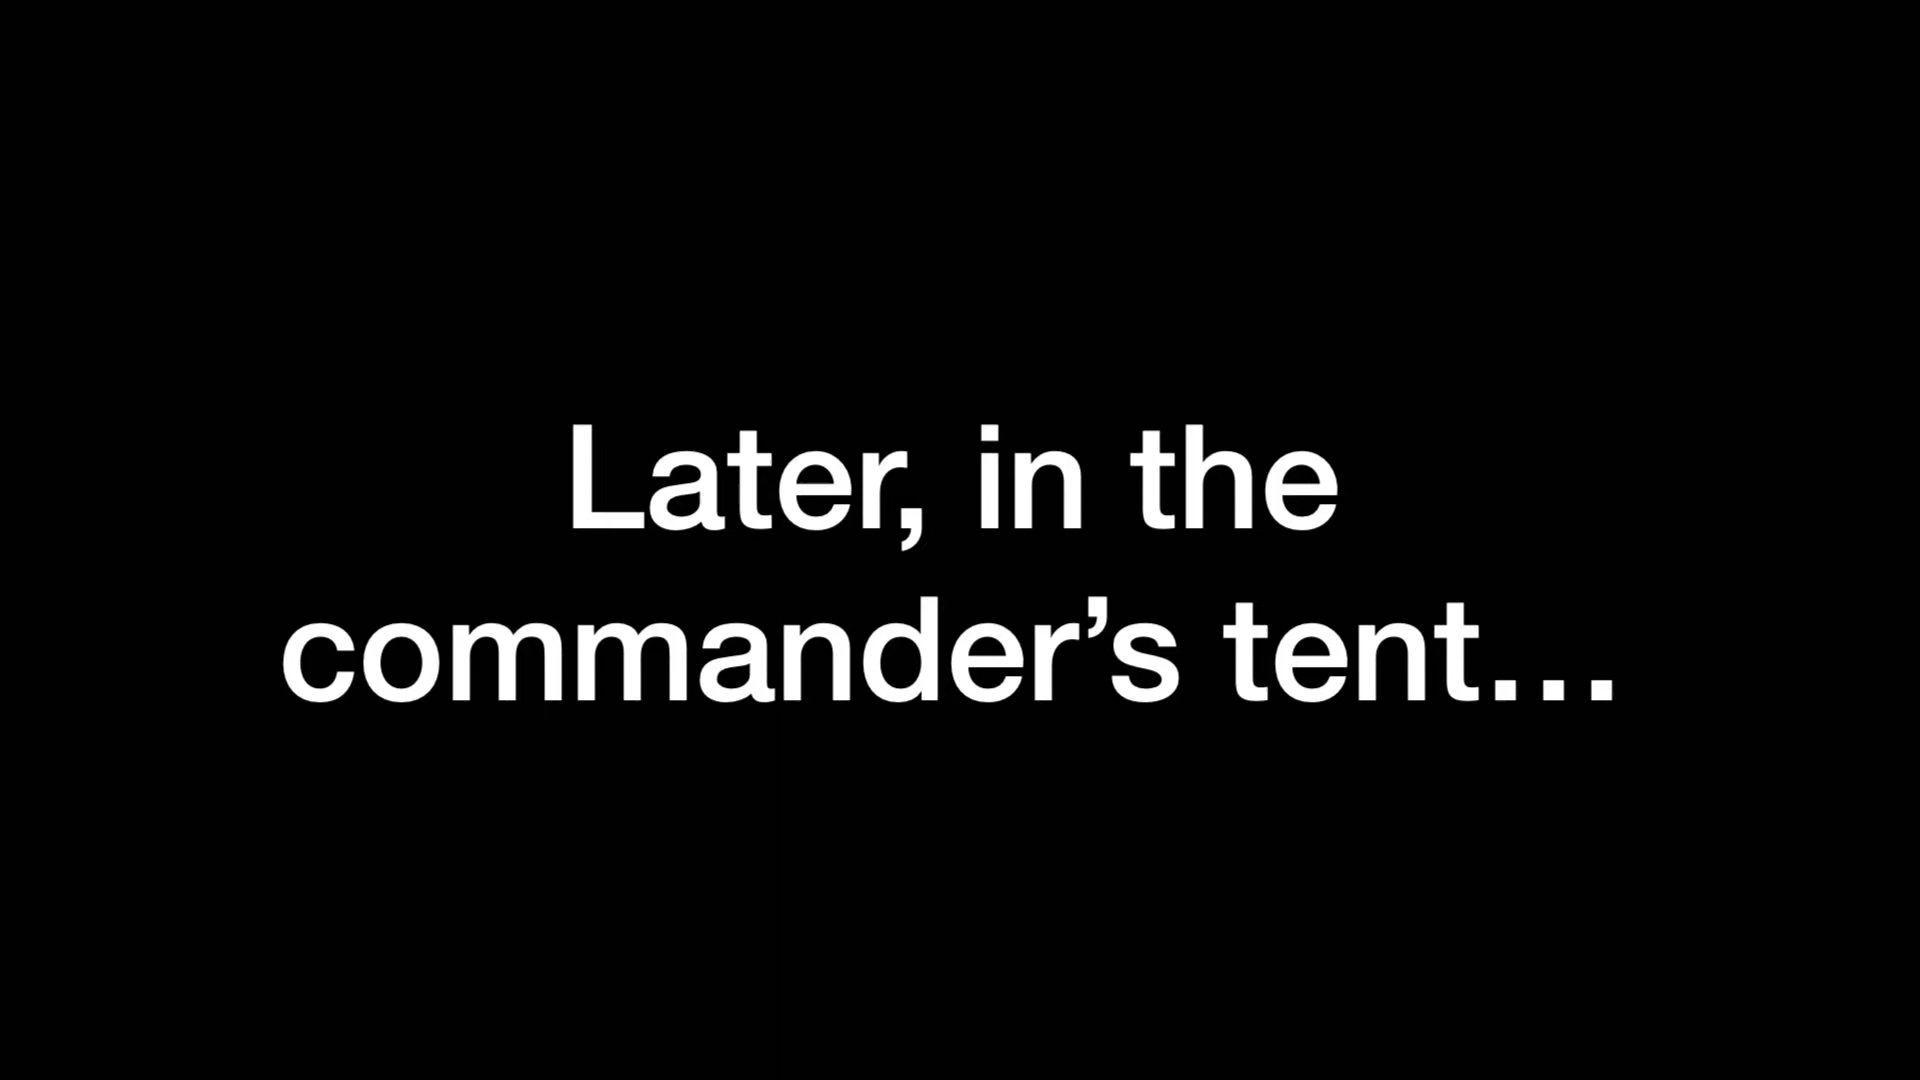 Later, in the
commander’s tent…